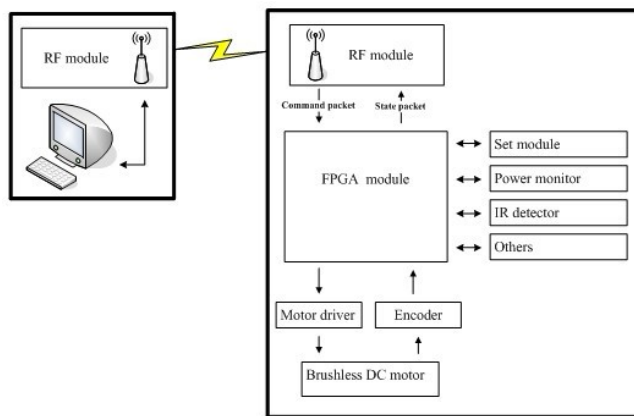 RF module
RF module
Command packet
State packet
FPGA module
Set module
Power monitor
IR detector
Others
Motor driver
Encoder
Brushless DC motor